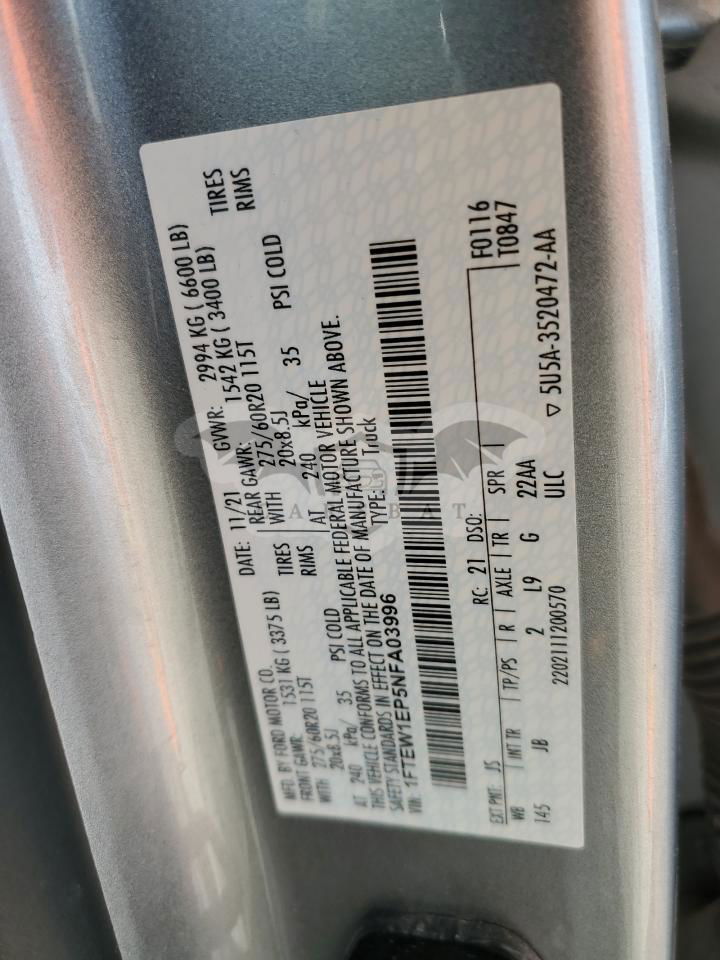 MFD. BY FORD MOTOR CO.
DATE: 11/21 GVWR: 2994 KG ( 6600 LB)
FRONT GAWR: 1531 KG ( 3375 LB) REAR GAWR: 1542 KG ( 3400 LB)
WITH 275/60R20 115T TIRES WITH 275/60R20 115T TIRES
20x8.5J RIMS 20x8.5J RIMS
AT 240 kPa/ 35 PSI COLD AT 240 kPa/ 35 PSI COLD
THIS VEHICLE CONFORMS TO ALL APPLICABLE FEDERAL MOTOR VEHICLE
SAFETY STANDARDS IN EFFECT ON THE DATE OF MANUFACTURE SHOWN ABOVE.
VIN: 1FTEW1EP5NFA03996 TYPE: Truck
F0116
EXT PNT: JS RC: 21 DSO: T0847
WB INT TR TP/PS R AXLE TR SPR
145 JB 2 L9 G 22AA
2202111200570 ULC ▽ 5U5A-3520472-AA